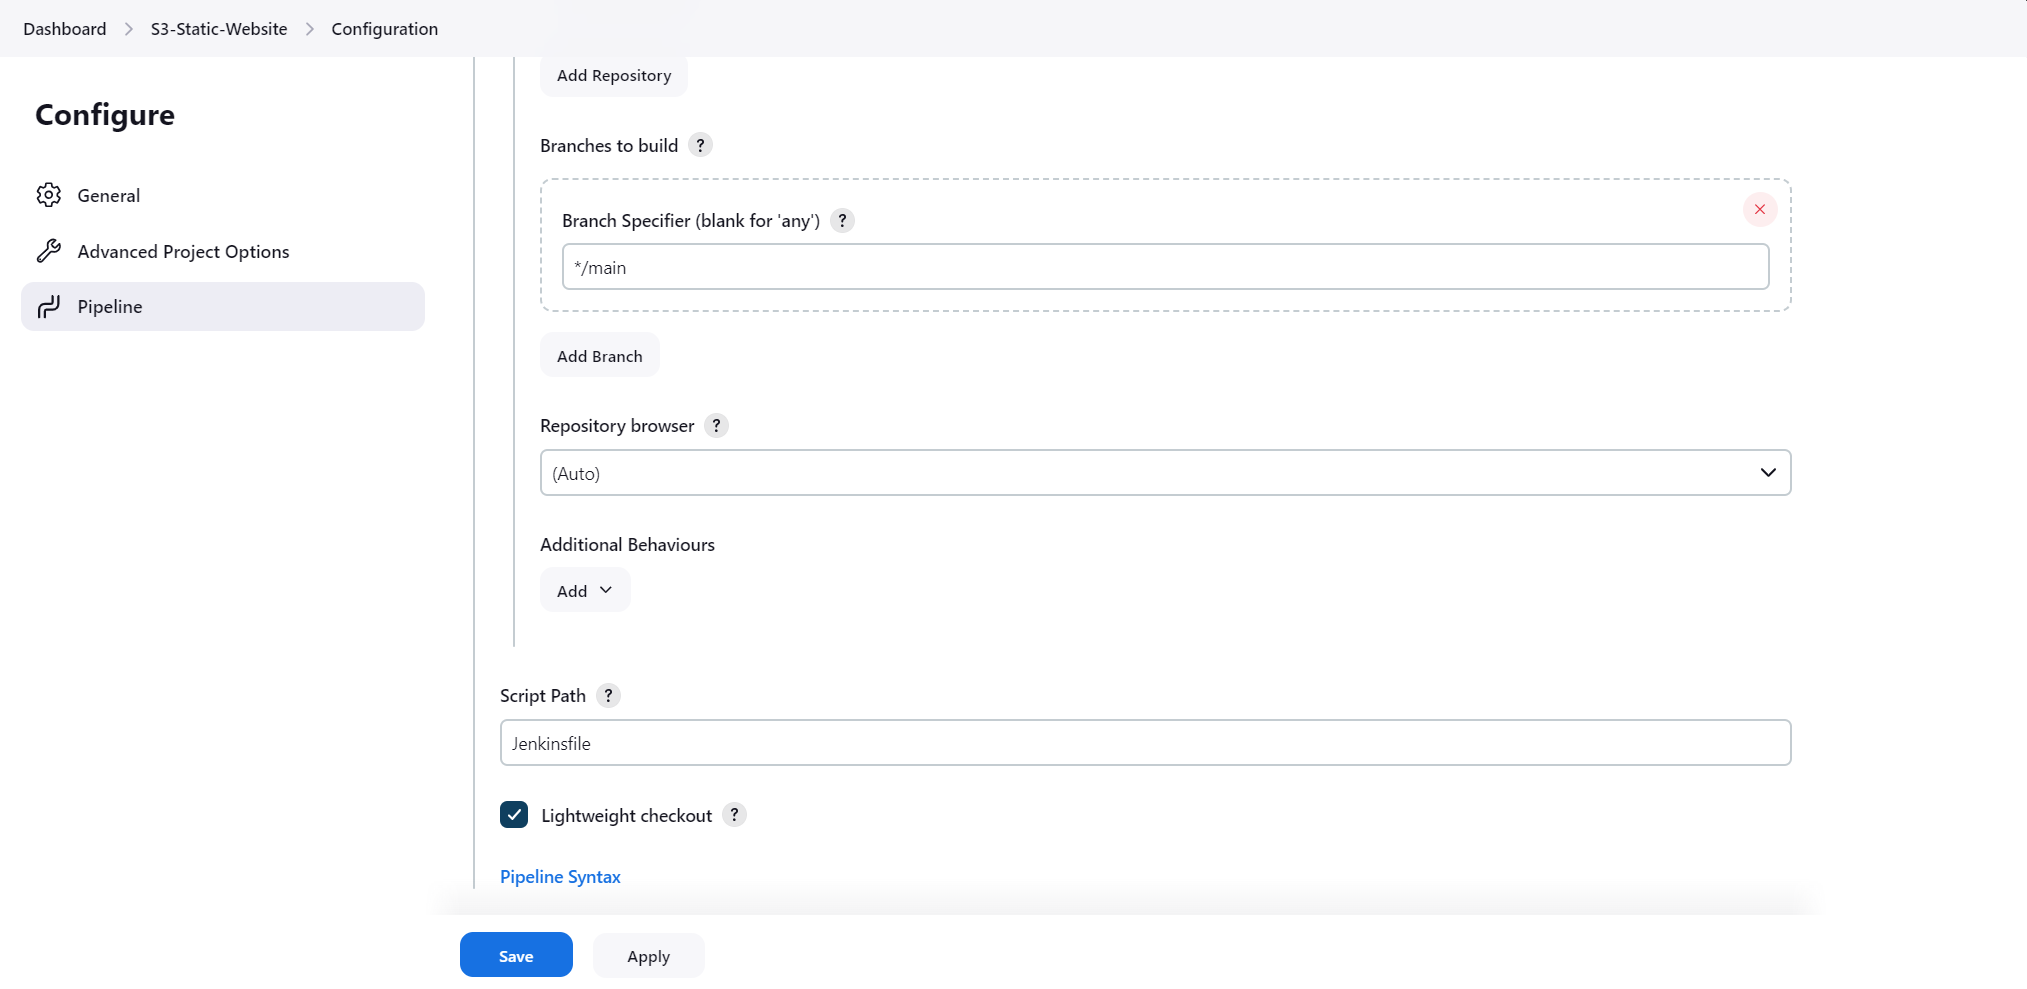 Dashboard > S3-Static-Website > Configuration
Configure
General
Advanced Project Options
Pipeline
Add Repository
Branches to build ?
Branch Specifier (blank for 'any') ?
*/main
Add Branch
Repository browser ?
(Auto)
Additional Behaviours
Add
Script Path ?
Jenkinsfile
Lightweight checkout ?
Pipeline Syntax
Save Apply